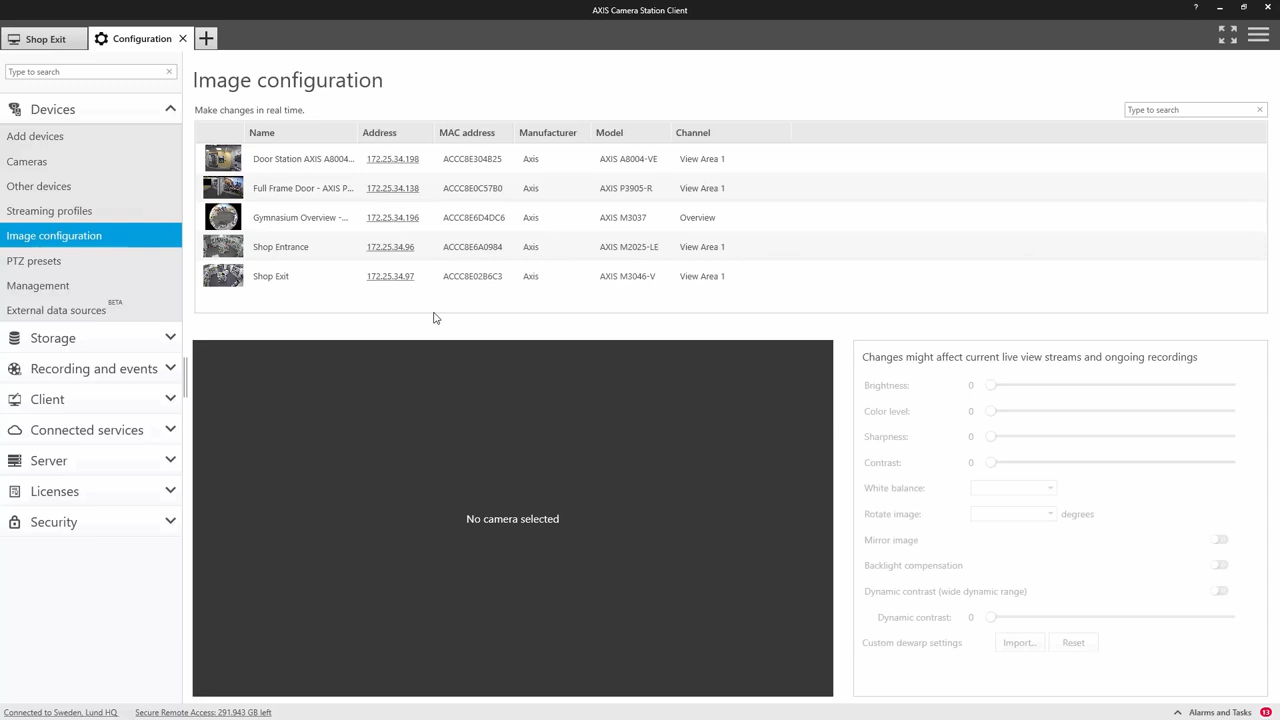 AXIS Camera Station Client
?
Shop Exit
Configuration
Type to search
Image configuration
Devices
Make changes in real time.
Type to search
Add devices
Cameras
Other devices
Streaming profiles
Image configuration
PTZ presets
Management
External data sources BETA
Storage
Recording and events
Client
Connected services
Server
Licenses
Security
Name Address MAC address Manufacturer Model Channel
Door Station AXIS A8004... 172.25.34.198 ACCC8E304B25 Axis AXIS A8004-VE View Area 1
Full Frame Door - AXIS P... 172.25.34.138 ACCC8E0C57B0 Axis AXIS P3905-R View Area 1
Gymnasium Overview -... 172.25.34.196 ACCC8E6D4DC6 Axis AXIS M3037 Overview
Shop Entrance 172.25.34.96 ACCC8E6A0984 Axis AXIS M2025-LE View Area 1
Shop Exit 172.25.34.97 ACCC8E02B6C3 Axis AXIS M3046-V View Area 1
No camera selected
Changes might affect current live view streams and ongoing recordings
Brightness: 0
Color level: 0
Sharpness: 0
Contrast: 0
White balance:
Rotate image: degrees
Mirror image
Backlight compensation
Dynamic contrast (wide dynamic range)
Dynamic contrast: 0
Custom dewarp settings Import... Reset
Connected to Sweden, Lund HQ Secure Remote Access: 291.943 GB left Alarms and Tasks 13